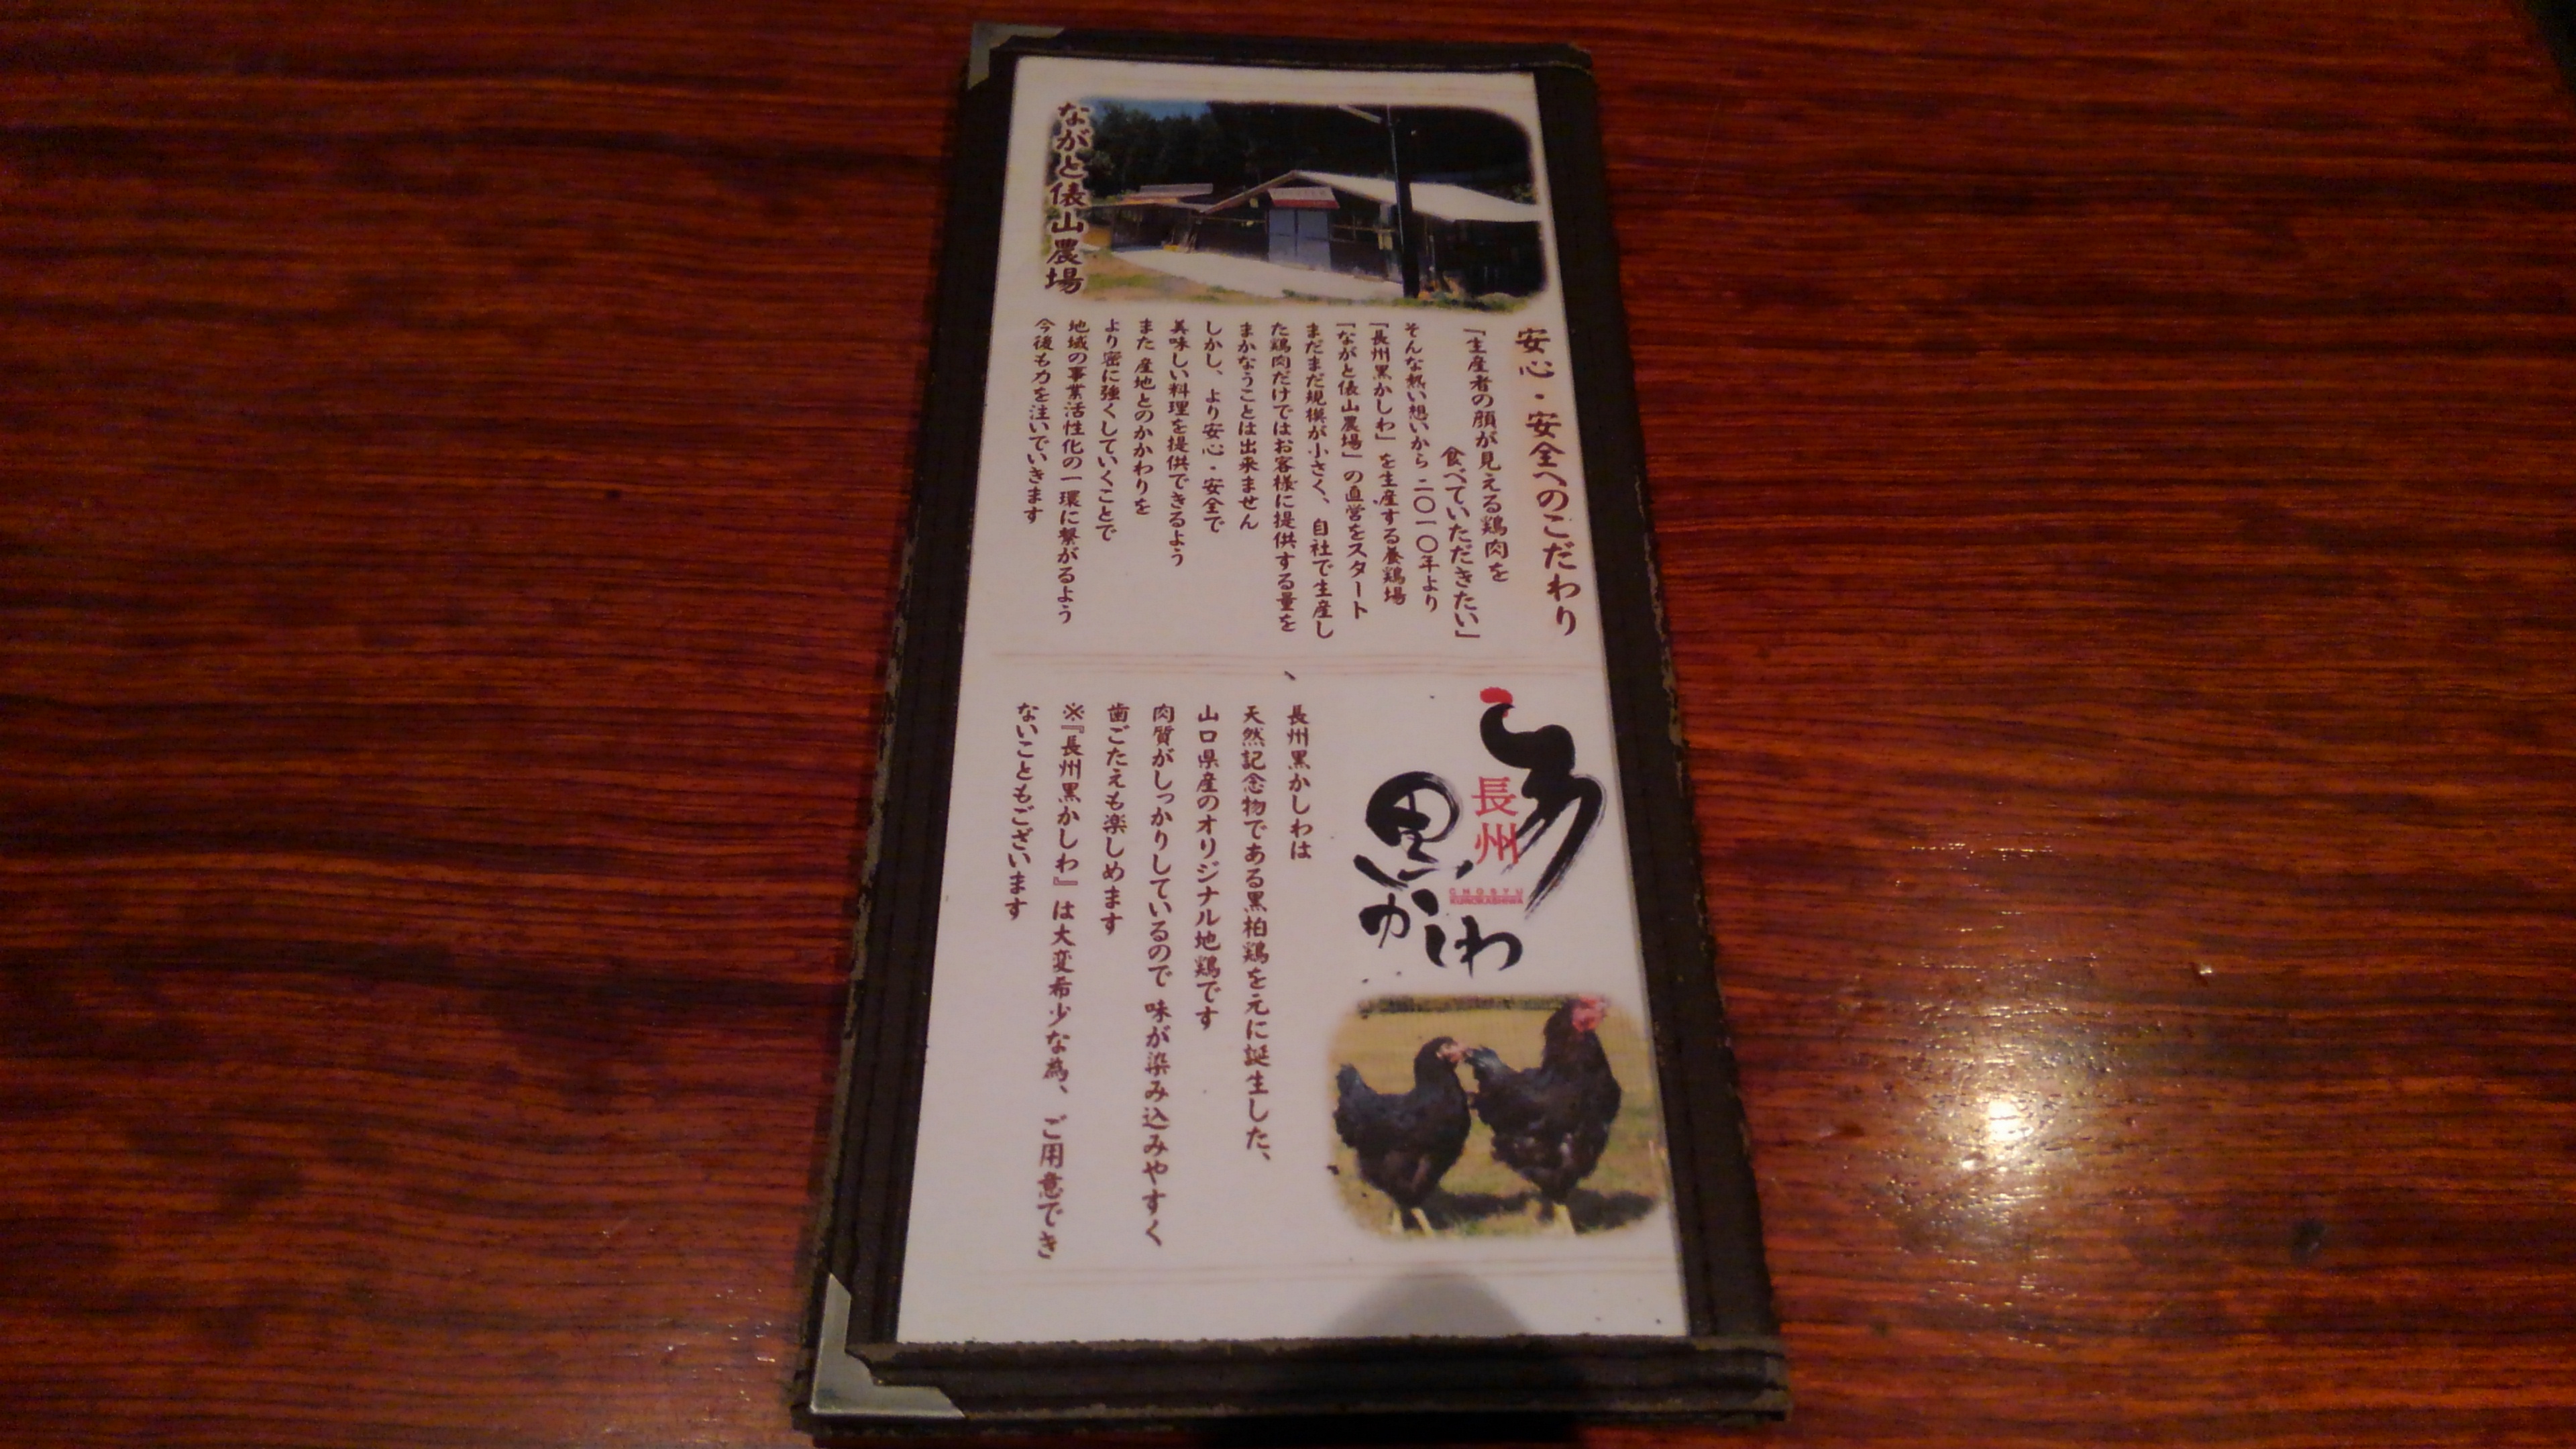 ながと俵山農場
安心・安全へのこだわり
「生産者の顔が見える鶏肉を
食べていただきたい」
そんな熱い想いから二〇一〇年より
「長州黒かしわ」を生産する養鶏場
「ながと俵山農場」の直営をスタート
まだまだ規模が小さく、自社で生産し
た鶏肉だけではお客様に提供する量を
まかなうことは出来ません
しかし、より安心・安全で
美味しい料理を提供できるよう
また産地とのかかわりを
より密に強くしていくことで
地域の事業活性化の一環に繋がるよう
今後も力を注いでいきます
長州
黒かしわ
CHOSYU
KUROKASHIWA
長州黒かしわは
天然記念物である黒柏鶏を元に誕生した、
山口県産のオリジナル地鶏です
肉質がしっかりしているので味が染み込みやすく
歯ごたえも楽しめます
※『長州黒かしわ』は大変希少な為、ご用意でき
ないこともございます